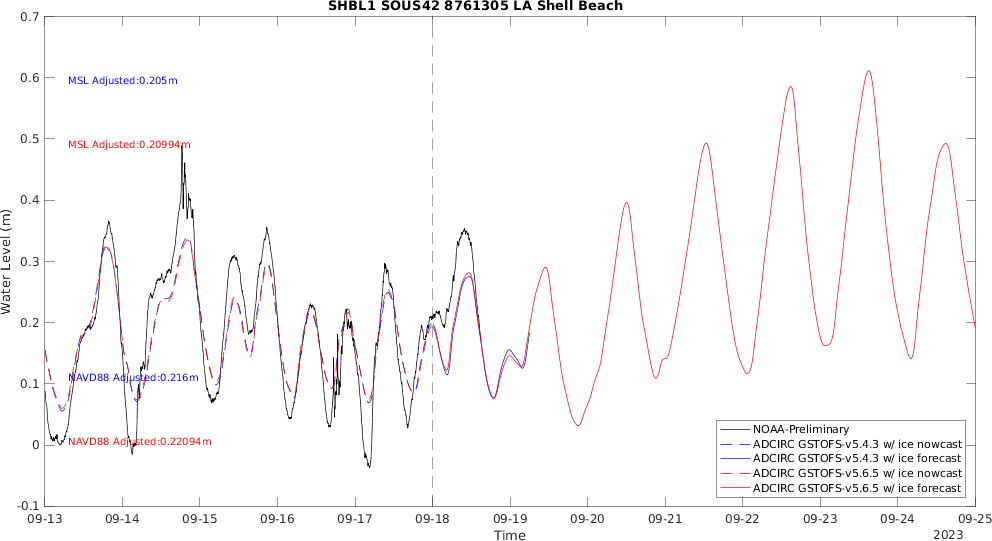 SHBL1 SOUS42 8761305 LA Shell Beach
0.7
0.6
0.5
0.4
0.3
0.2
0.1
0
-0.1
Water Level (m)
MSL Adjusted:0.205m
MSL Adjusted:0.20994m
NAVD88 Adjusted:0.216m
NAVD88 Adjusted:0.22094m
NOAA-Preliminary
ADCIRC GSTOFS-v5.4.3 w/ ice nowcast
ADCIRC GSTOFS-v5.4.3 w/ ice forecast
ADCIRC GSTOFS-v5.6.5 w/ ice nowcast
ADCIRC GSTOFS-v5.6.5 w/ ice forecast
09-13 09-14 09-15 09-16 09-17 09-18 09-19 09-20 09-21 09-22 09-23 09-24 09-25
Time
2023